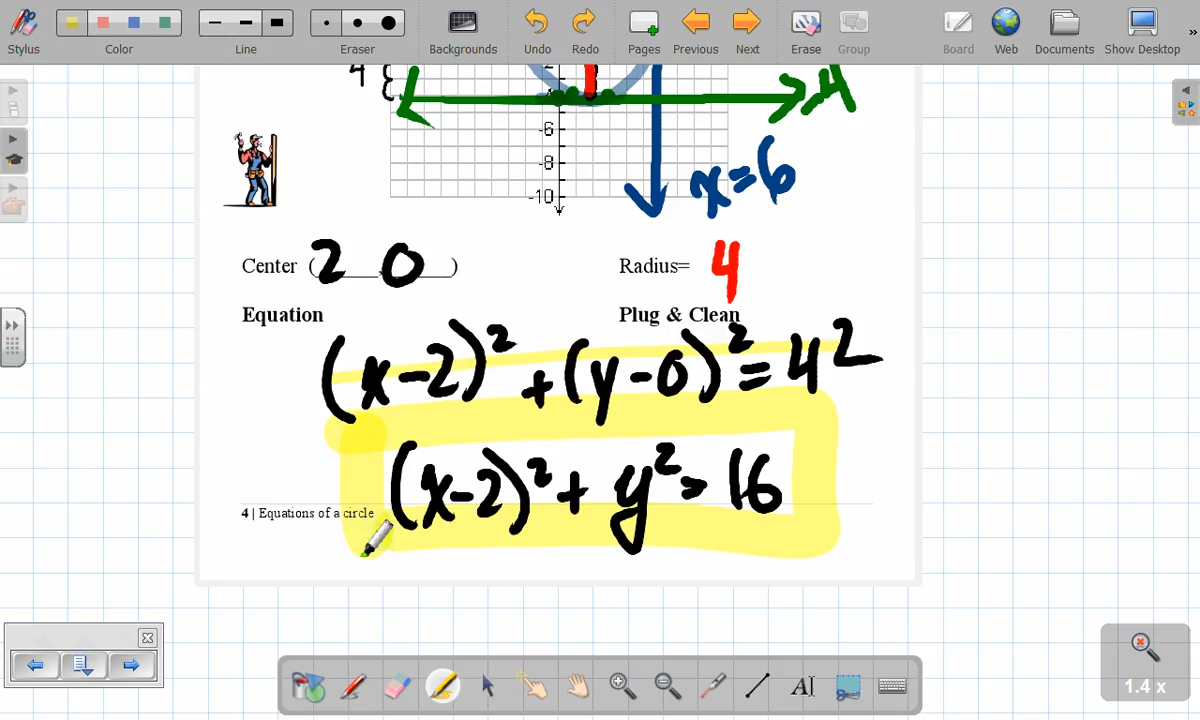 Stylus Color Line Eraser Backgrounds Undo Redo Pages Previous Next Erase Group Board Web Documents Show Desktop »
4
-6
-8
-10
4
x=6
Center (2 0)
Radius= 4
Equation
Plug & Clean
(x-2)² + (y-0)² = 4²
(x-2)² + y² = 16
4 | Equations of a circle
1.4 x